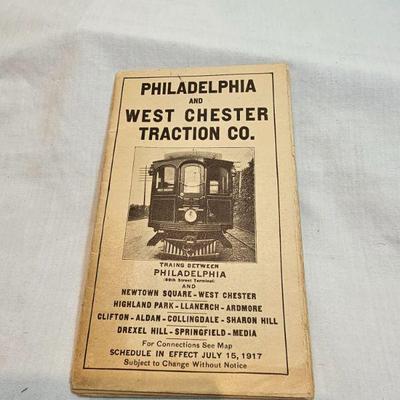 PHILADELPHIA
AND
WEST CHESTER
TRACTION CO.
TRAINS BETWEEN
PHILADELPHIA
(69th Street Terminal)
AND
NEWTOWN SQUARE-WEST CHESTER
HIGHLAND PARK-LLANERCH-ARDMORE
CLIFTON-ALDAN-COLLINGDALE-SHARON HILL
DREXEL HILL-SPRINGFIELD-MEDIA
For Connections See Map
SCHEDULE IN EFFECT JULY 15, 1917
Subject to Change Without Notice